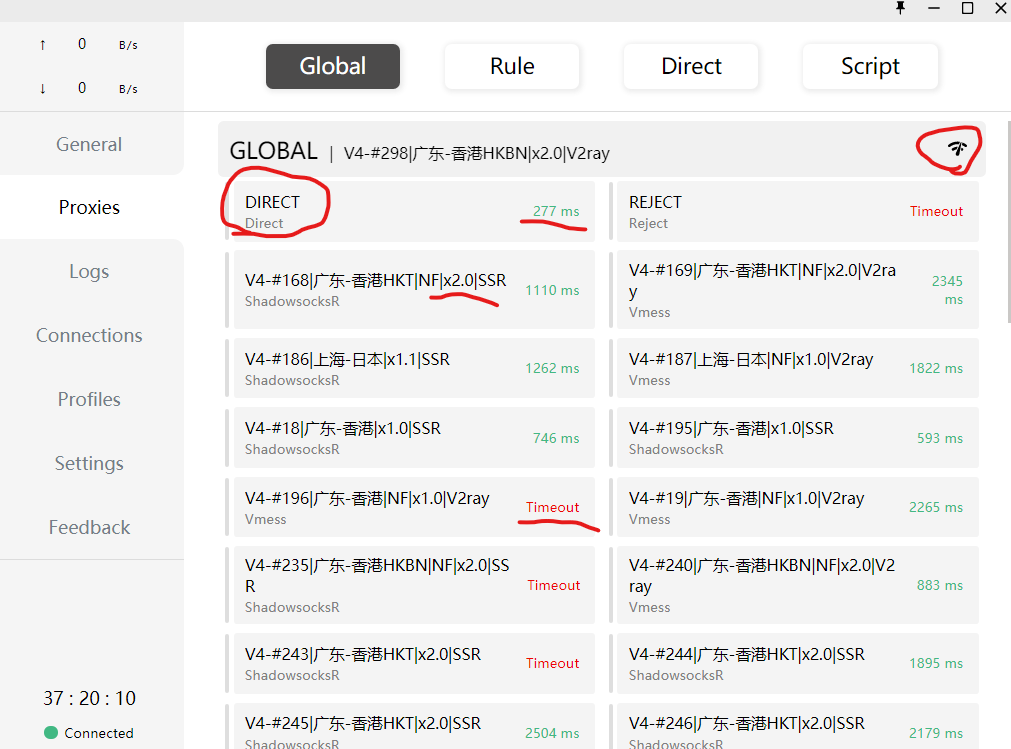 ↑ 0 B/s
↓ 0 B/s
General
Proxies
Logs
Connections
Profiles
Settings
Feedback
37 : 20 : 10
Connected
Global Rule Direct Script
GLOBAL | V4-#298|广东-香港HKBN|x2.0|V2ray
DIRECT
Direct
277 ms
REJECT
Reject
Timeout
V4-#168|广东-香港HKT|NF|x2.0|SSR
ShadowsocksR
1110 ms
V4-#169|广东-香港HKT|NF|x2.0|V2ra
y
Vmess
2345
ms
V4-#186|上海-日本|x1.1|SSR
ShadowsocksR
1262 ms
V4-#187|上海-日本|NF|x1.0|V2ray
Vmess
1822 ms
V4-#18|广东-香港|x1.0|SSR
ShadowsocksR
746 ms
V4-#195|广东-香港|x1.0|SSR
ShadowsocksR
593 ms
V4-#196|广东-香港|NF|x1.0|V2ray
Vmess
Timeout
V4-#19|广东-香港|NF|x1.0|V2ray
Vmess
2265 ms
V4-#235|广东-香港HKBN|NF|x2.0|SS
R
ShadowsocksR
Timeout
V4-#240|广东-香港HKBN|NF|x2.0|V2
ray
Vmess
883 ms
V4-#243|广东-香港HKT|x2.0|SSR
ShadowsocksR
Timeout
V4-#244|广东-香港HKT|x2.0|SSR
ShadowsocksR
1895 ms
V4-#245|广东-香港HKT|x2.0|SSR
ShadowsocksR
2504 ms
V4-#246|广东-香港HKT|x2.0|SSR
ShadowsocksR
2179 ms